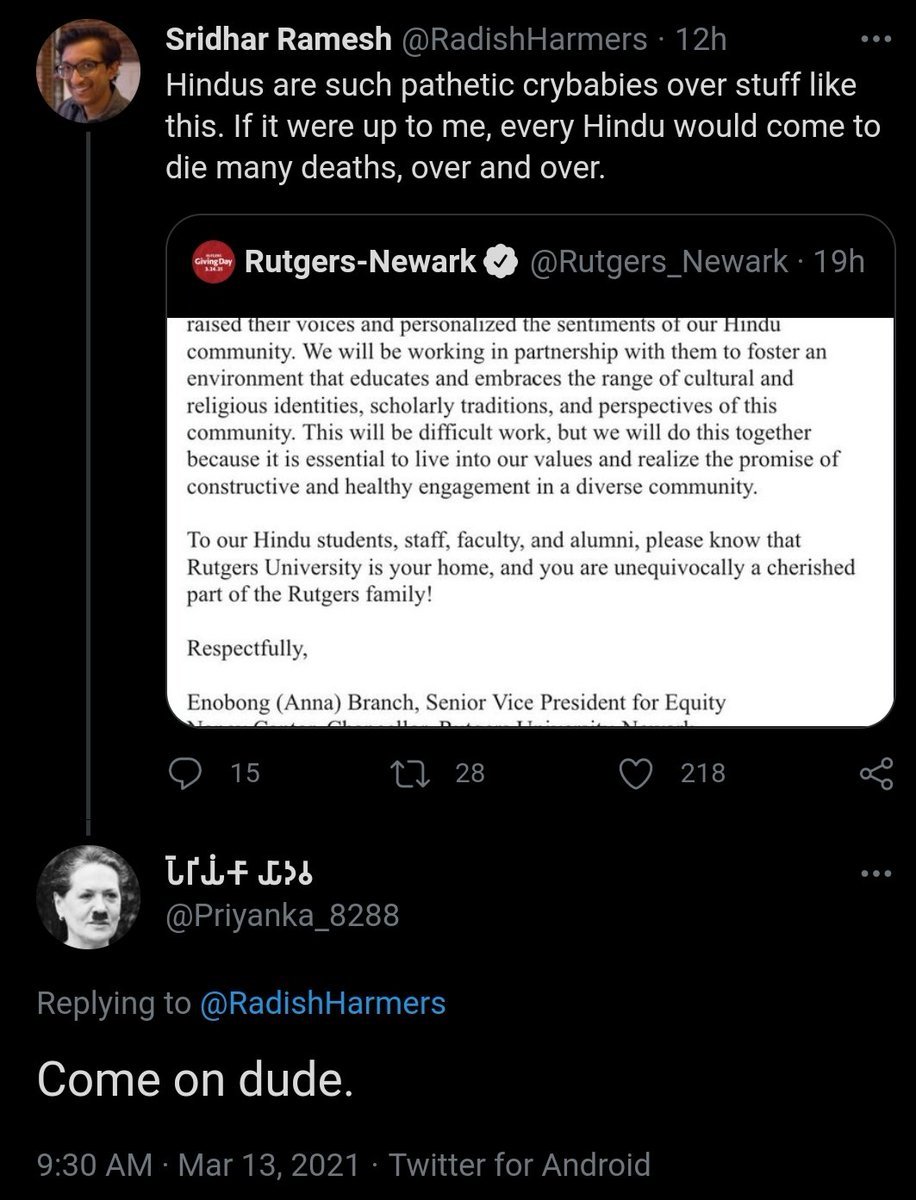 Sridhar Ramesh @RadishHarmers · 12h
Hindus are such pathetic crybabies over stuff like
this. If it were up to me, every Hindu would come to
die many deaths, over and over.
Giving Day
Rutgers-Newark @Rutgers_Newark · 19h
raised their voices and personalized the sentiments of our Hindu
community. We will be working in partnership with them to foster an
environment that educates and embraces the range of cultural and
religious identities, scholarly traditions, and perspectives of this
community. This will be difficult work, but we will do this together
because it is essential to live into our values and realize the promise of
constructive and healthy engagement in a diverse community.
To our Hindu students, staff, faculty, and alumni, please know that
Rutgers University is your home, and you are unequivocally a cherished
part of the Rutgers family!
Respectfully,
Enobong (Anna) Branch, Senior Vice President for Equity
Nancy Cantor, Chancellor, Rutgers University-Newark
15 28 218
@Priyanka_8288
Replying to @RadishHarmers
Come on dude.
9:30 AM · Mar 13, 2021 · Twitter for Android